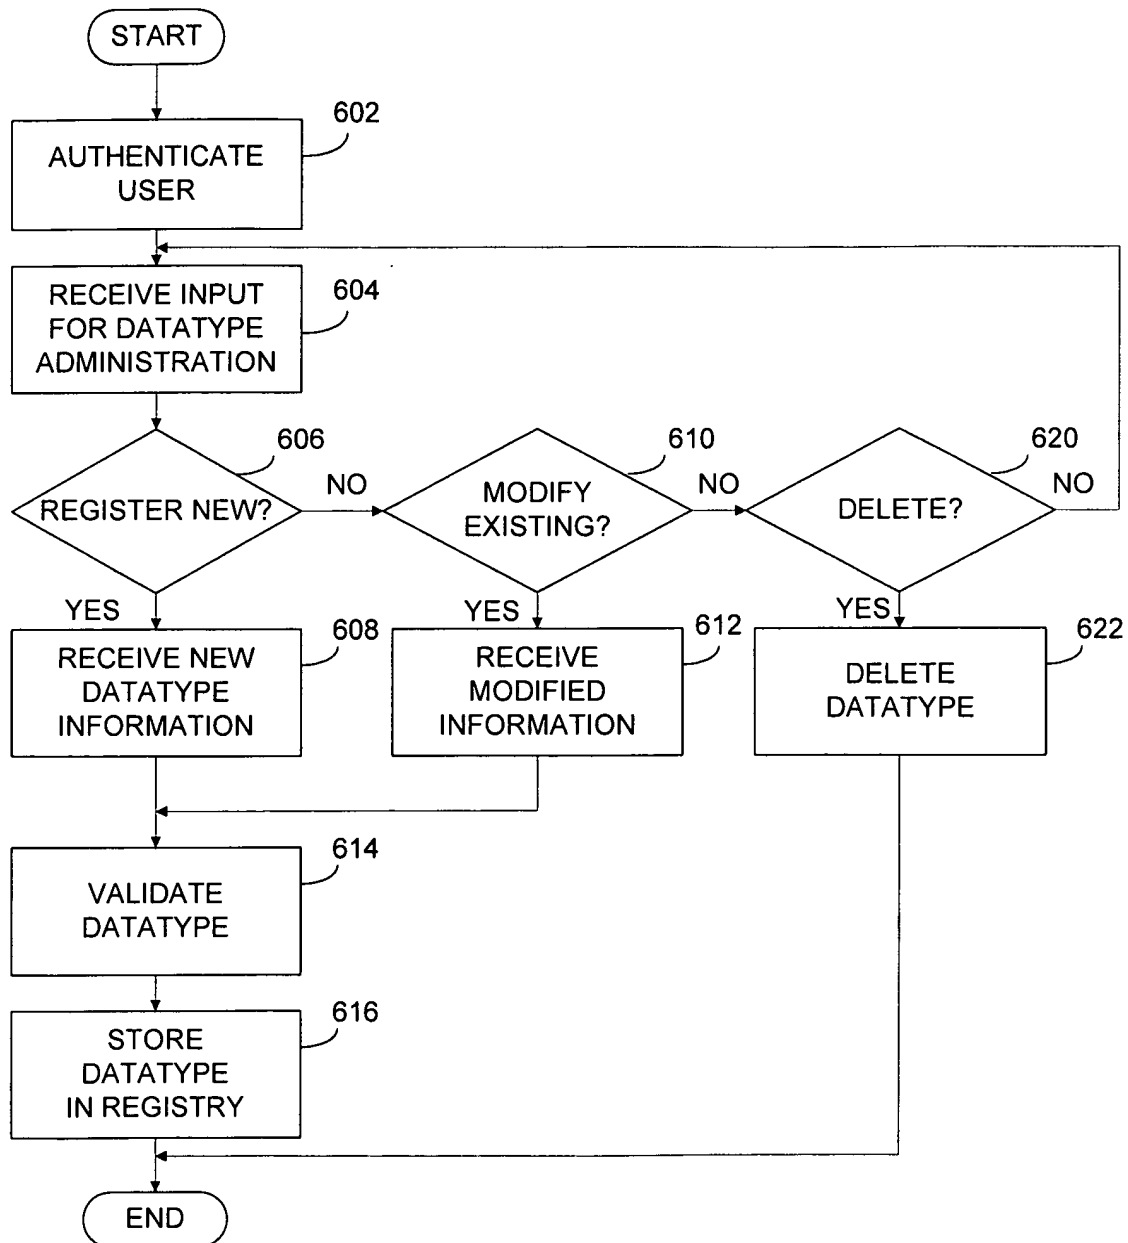 START
602
AUTHENTICATE
USER
604
RECEIVE INPUT
FOR DATATYPE
ADMINISTRATION
606
REGISTER NEW?
NO
610
MODIFY
EXISTING?
NO
620
DELETE?
NO
YES
608
RECEIVE NEW
DATATYPE
INFORMATION
YES
612
RECEIVE
MODIFIED
INFORMATION
YES
622
DELETE
DATATYPE
614
VALIDATE
DATATYPE
616
STORE
DATATYPE
IN REGISTRY
END